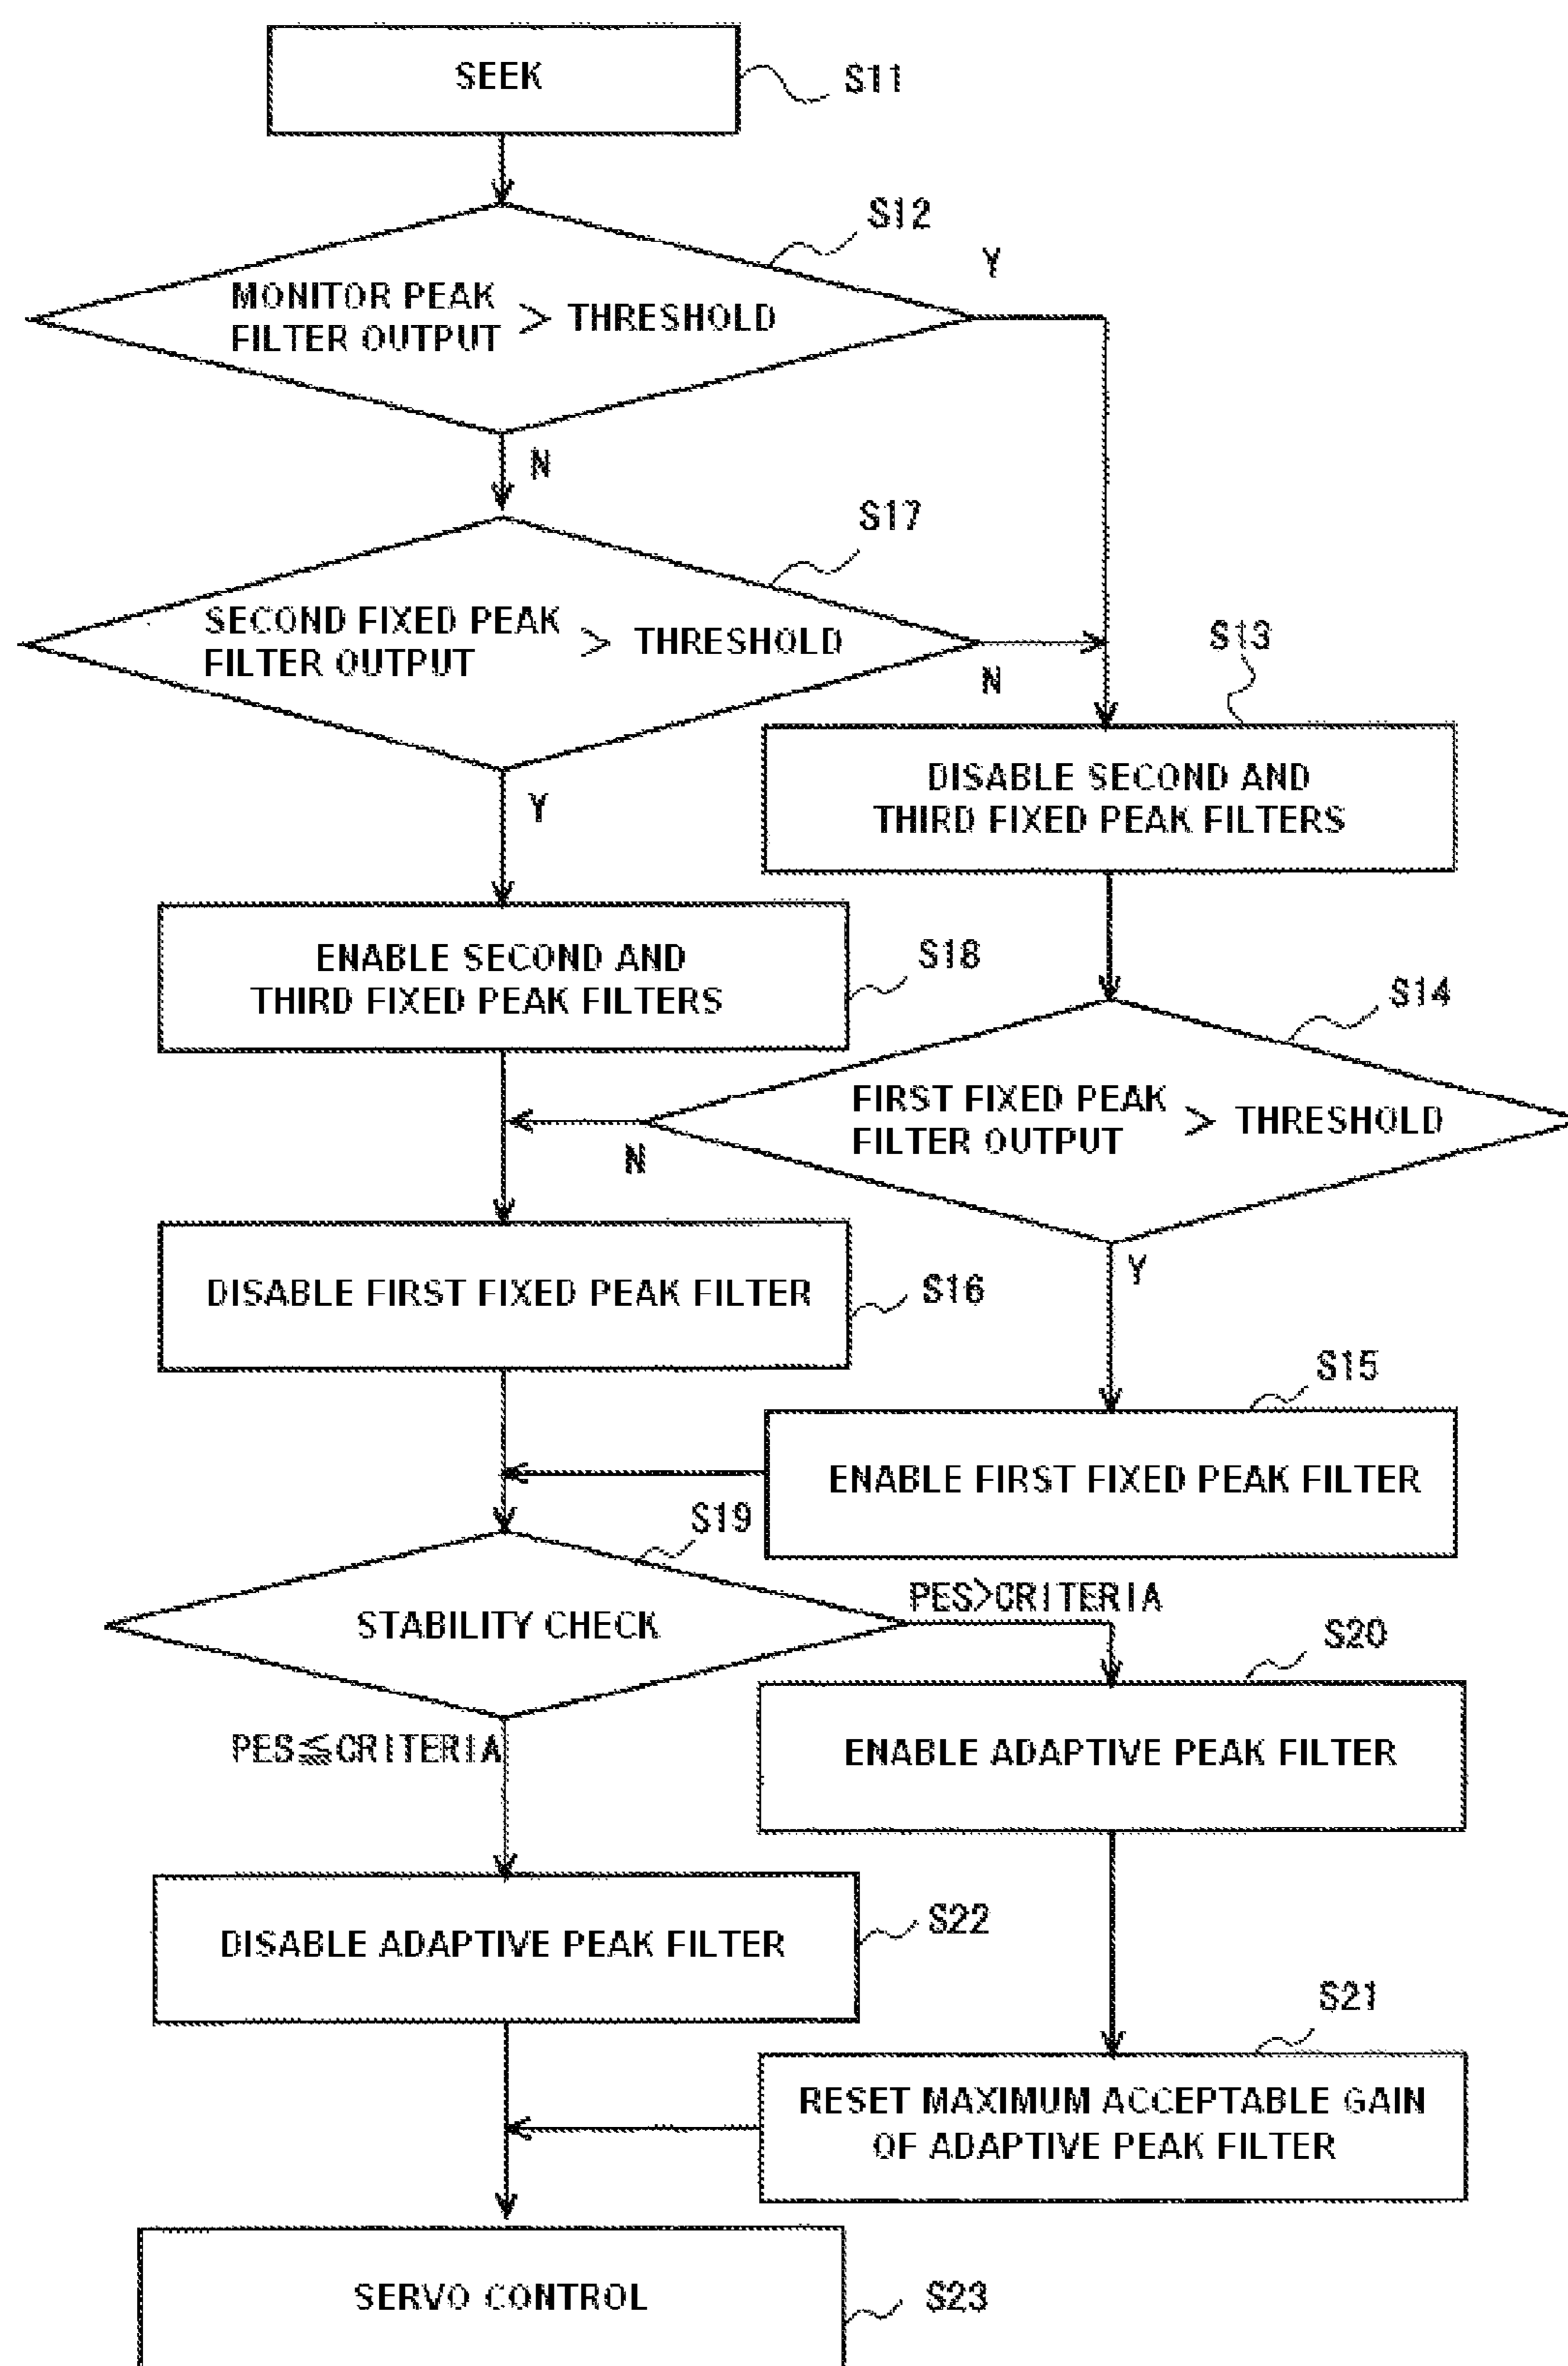 SEEK
S11
S12
Y
MONITOR PEAK
FILTER OUTPUT > THRESHOLD
N
S17
SECOND FIXED PEAK
FILTER OUTPUT > THRESHOLD
N
S13
DISABLE SECOND AND
THIRD FIXED PEAK FILTERS
Y
ENABLE SECOND AND
THIRD FIXED PEAK FILTERS
S18
S14
FIRST FIXED PEAK
FILTER OUTPUT > THRESHOLD
N
Y
DISABLE FIRST FIXED PEAK FILTER
S16
S15
ENABLE FIRST FIXED PEAK FILTER
S19
STABILITY CHECK
PES>CRITERIA
S20
ENABLE ADAPTIVE PEAK FILTER
PES≦CRITERIA
DISABLE ADAPTIVE PEAK FILTER
S22
S21
RESET MAXIMUM ACCEPTABLE GAIN
OF ADAPTIVE PEAK FILTER
SERVO CONTROL
S23